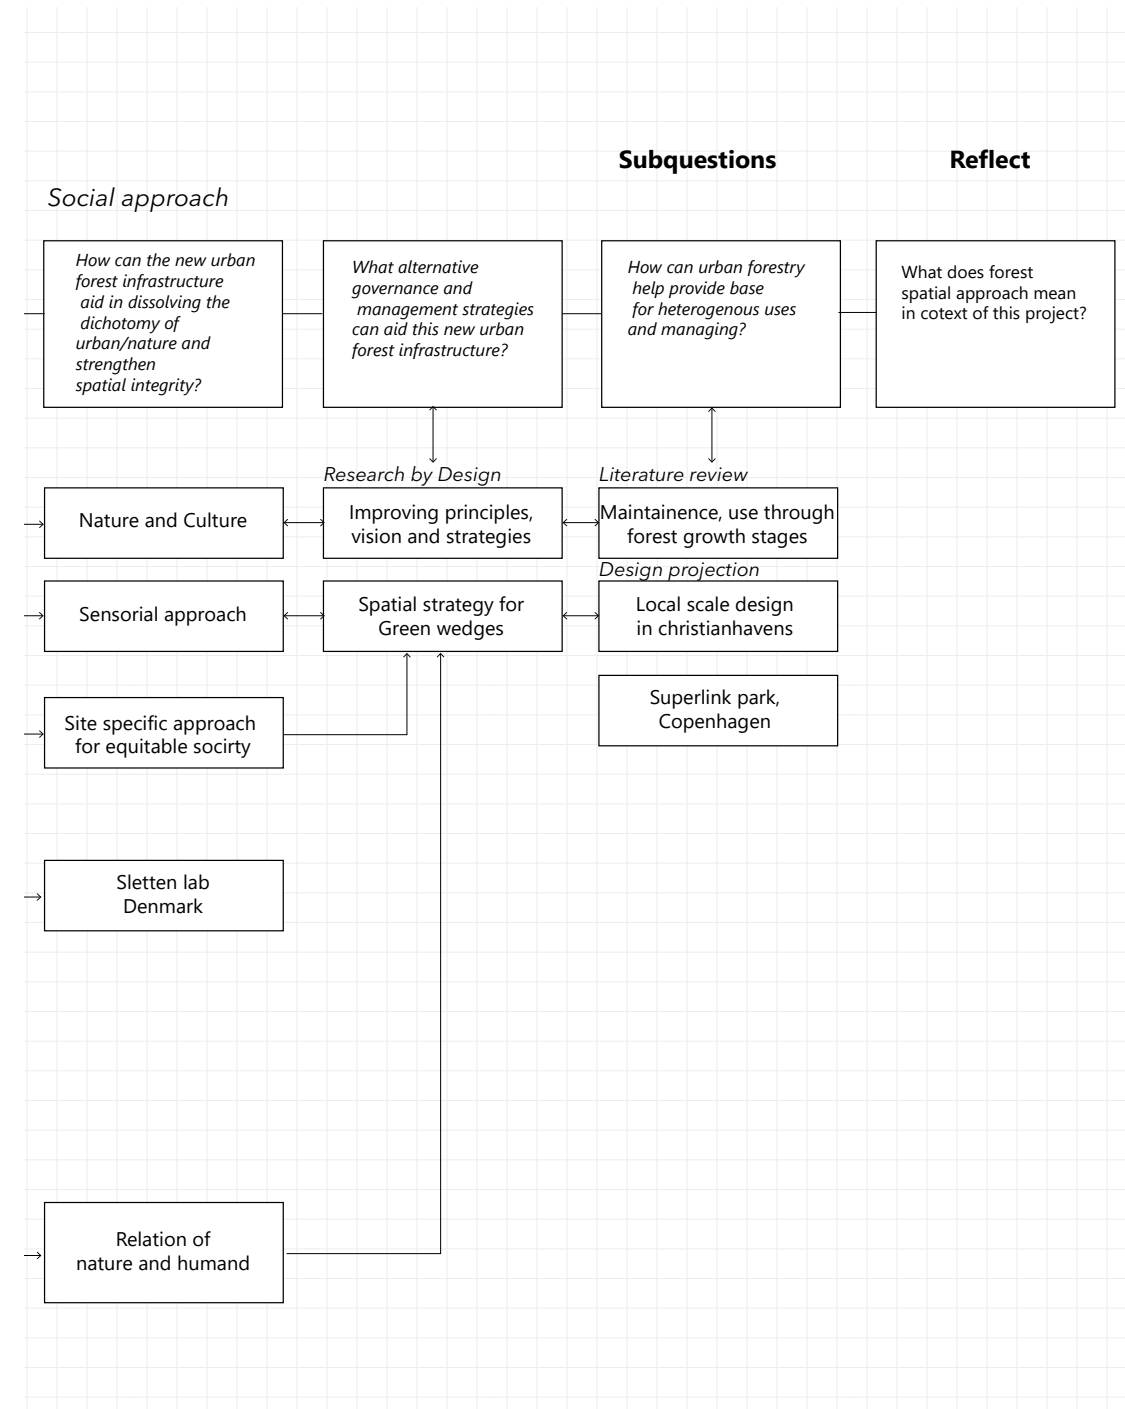 Subquestions
Reflect
Social approach
How can the new urban
forest infrastructure
aid in dissolving the
dichotomy of
urban/nature and
strengthen
spatial integrity?
What alternative
governance and
management strategies
can aid this new urban
forest infrastructure?
How can urban forestry
help provide base
for heterogenous uses
and managing?
What does forest
spatial approach mean
in cotext of this project?
Research by Design
Literature review
Nature and Culture
Improving principles,
vision and strategies
Maintainence, use through
forest growth stages
Design projection
Sensorial approach
Spatial strategy for
Green wedges
Local scale design
in christianhavens
Site specific approach
for equitable socirty
Superlink park,
Copenhagen
Sletten lab
Denmark
Relation of
nature and humand